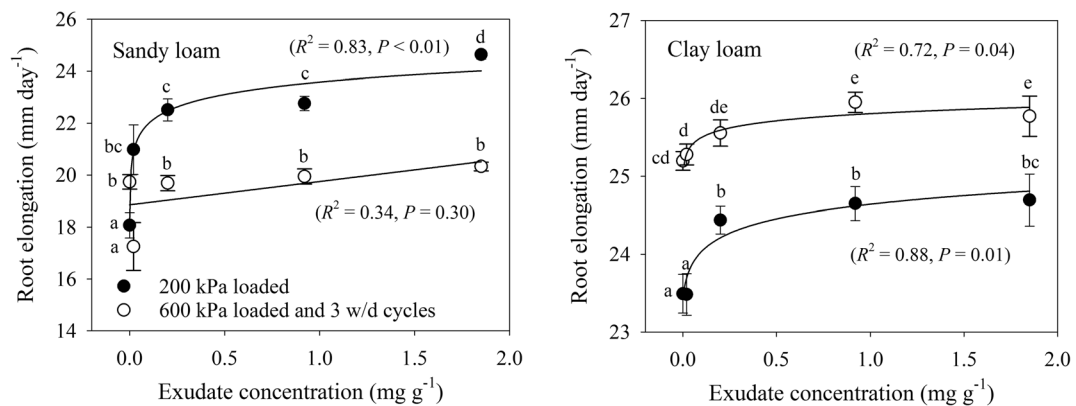 Sandy loam
(R² = 0.83, P < 0.01)
d
c
c
bc
b
b
b
b
a
a
(R² = 0.34, P = 0.30)
200 kPa loaded
600 kPa loaded and 3 w/d cycles
Root elongation (mm day⁻¹)
26
24
22
20
18
16
14
0.0 0.5 1.0 1.5 2.0
Exudate concentration (mg g⁻¹)
Clay loam
(R² = 0.72, P = 0.04)
e
e
de
d
cd
bc
b
b
a
a
(R² = 0.88, P = 0.01)
Root elongation (mm day⁻¹)
27
26
25
24
23
0.0 0.5 1.0 1.5 2.0
Exudate concentration (mg g⁻¹)